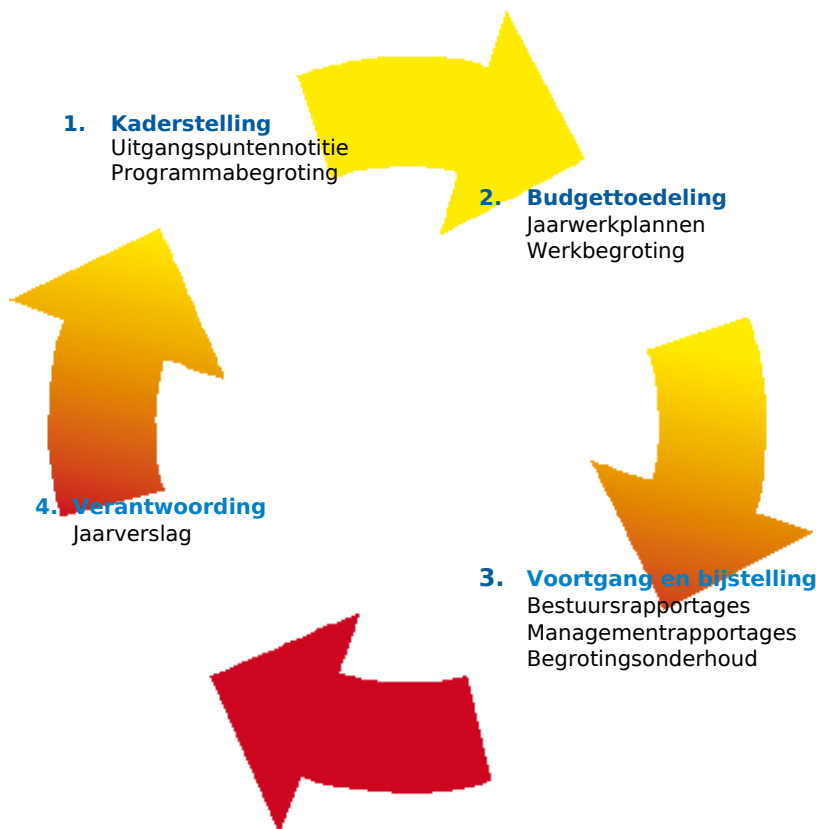 1. Kaderstelling
Uitgangspuntennotitie
Programmabegroting
2. Budgettoedeling
Jaarwerkplannen
Werkbegroting
3. Voortgang en bijstelling
Bestuursrapportages
Managementrapportages
Begrotingsonderhoud
4. Verantwoording
Jaarverslag